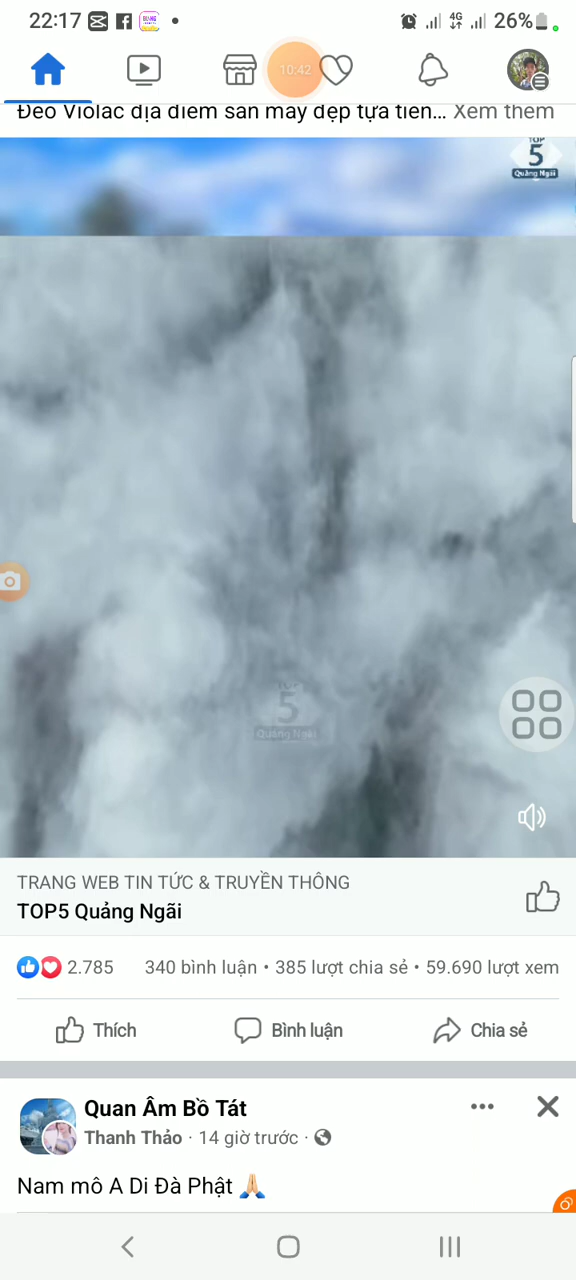 22:17
4G
26%
10:42
Đèo Violắc địa điểm săn mây đẹp tựa tiên... Xem thêm
TOP
5
Quảng Ngãi
TOP
5
Quảng Ngãi
TRANG WEB TIN TỨC & TRUYỀN THÔNG
TOP5 Quảng Ngãi
2.785 340 bình luận • 385 lượt chia sẻ • 59.690 lượt xem
Thích Bình luận Chia sẻ
Quan Âm Bồ Tát
Thanh Thảo · 14 giờ trước ·
Nam mô A Di Đà Phật 🙏🏼